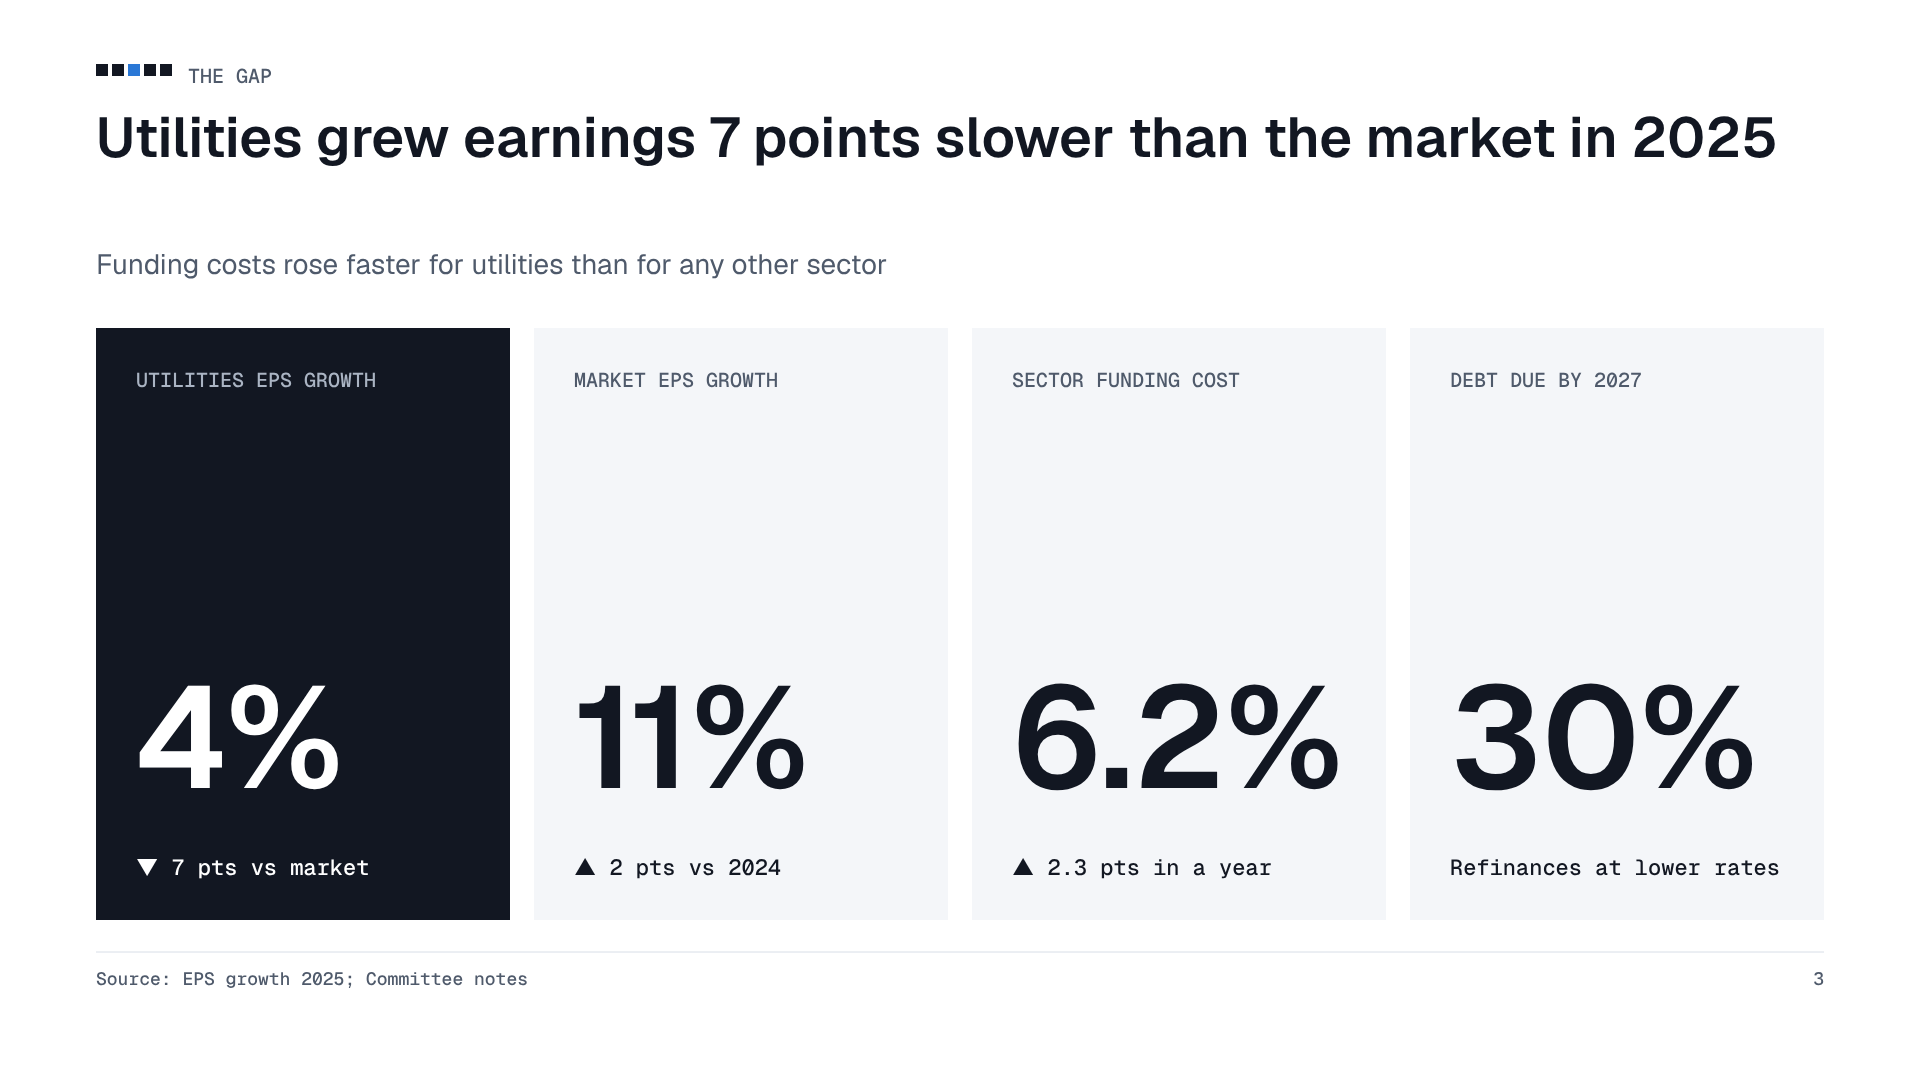 THE GAP
Utilities grew earnings 7 points slower than the market in 2025
Funding costs rose faster for utilities than for any other sector
UTILITIES EPS GROWTH
4%
▼ 7 pts vs market
MARKET EPS GROWTH
11%
▲ 2 pts vs 2024
SECTOR FUNDING COST
6.2%
▲ 2.3 pts in a year
DEBT DUE BY 2027
30%
Refinances at lower rates
Source: EPS growth 2025; Committee notes
3